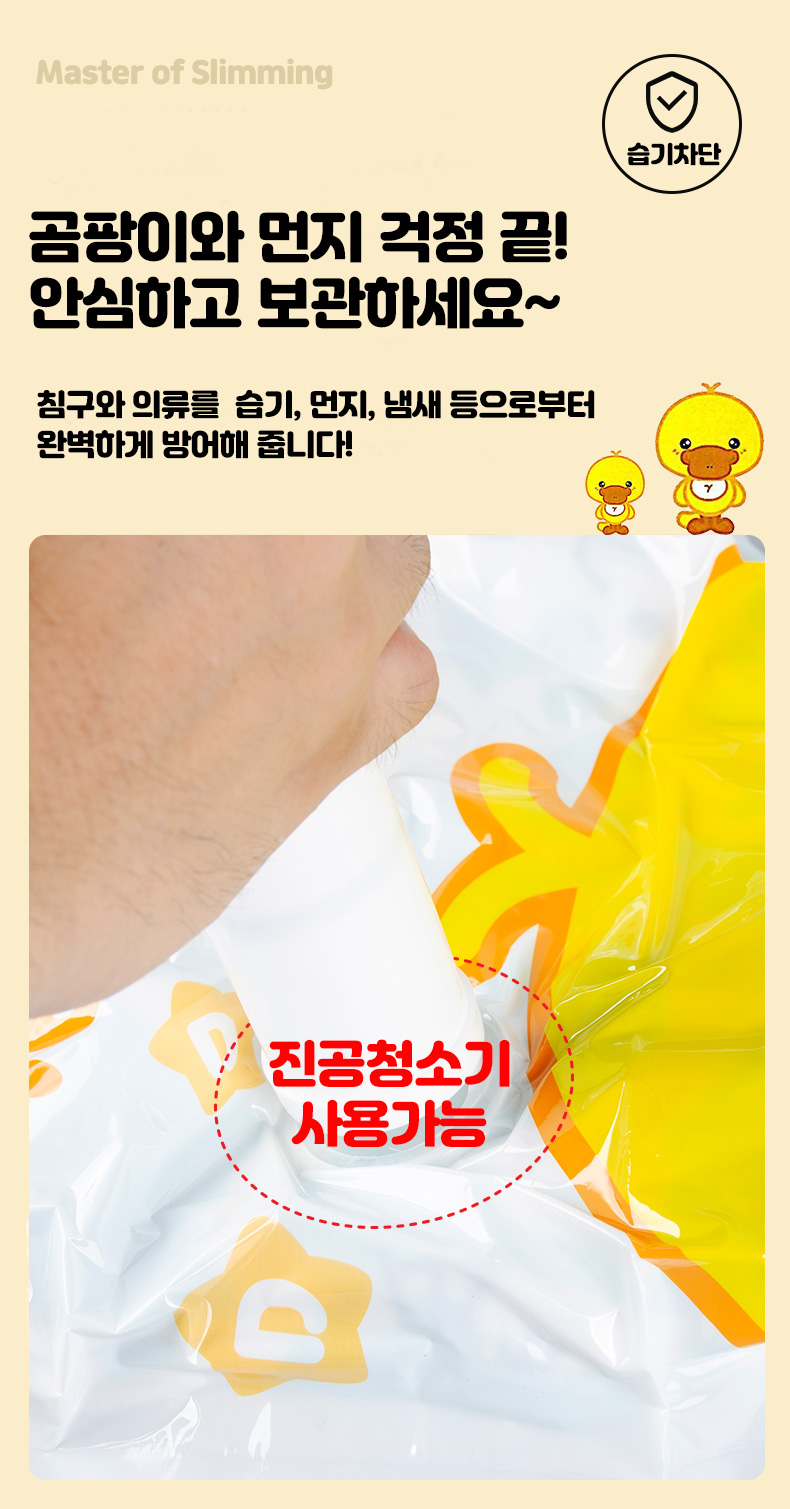 Master of Slimming
습기차단
곰팡이와 먼지 걱정 끝!
안심하고 보관하세요~
침구와 의류를 습기, 먼지, 냄새 등으로부터
완벽하게 방어해 줍니다!
진공청소기
사용가능